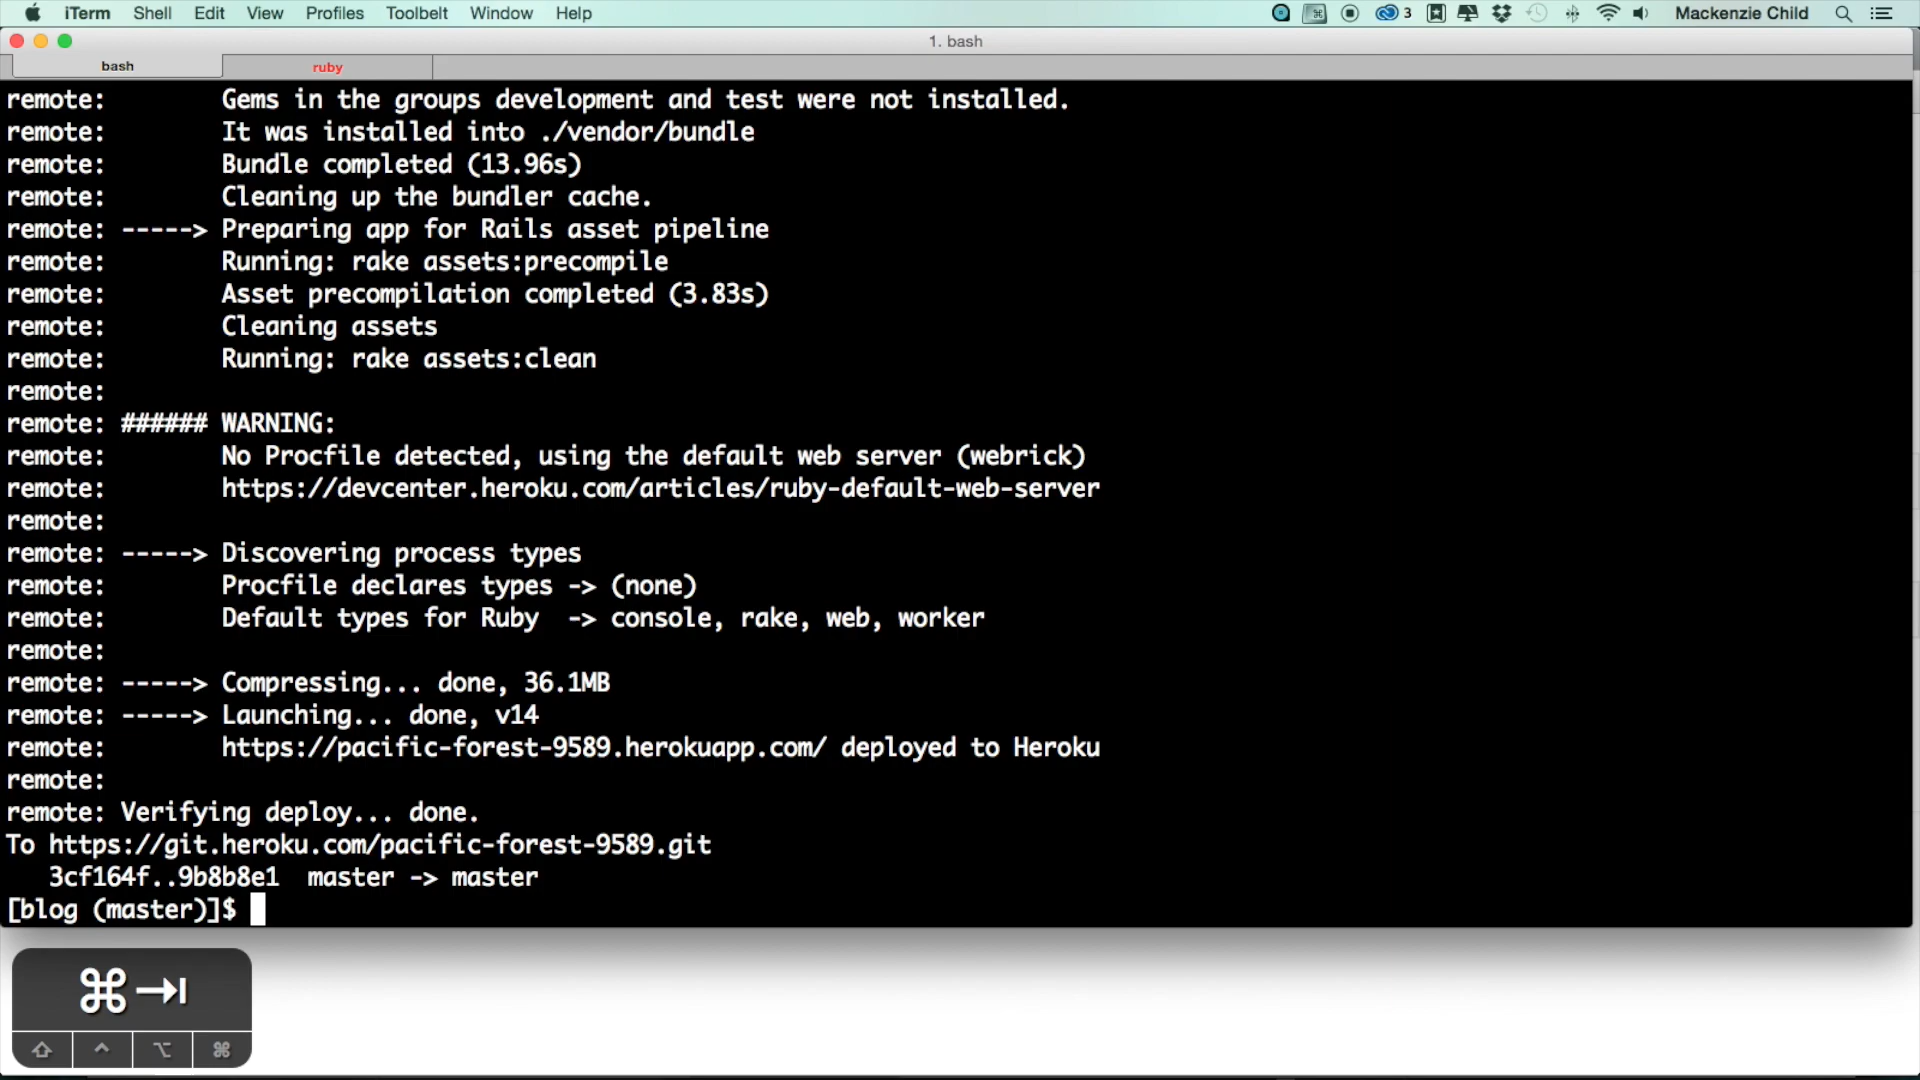 iTerm Shell Edit View Profiles Toolbelt Window Help 3 Mackenzie Child
1. bash
bash ruby
remote: Gems in the groups development and test were not installed.
remote: It was installed into ./vendor/bundle
remote: Bundle completed (13.96s)
remote: Cleaning up the bundler cache.
remote: -----> Preparing app for Rails asset pipeline
remote: Running: rake assets:precompile
remote: Asset precompilation completed (3.83s)
remote: Cleaning assets
remote: Running: rake assets:clean
remote:
remote: ###### WARNING:
remote: No Procfile detected, using the default web server (webrick)
remote: https://devcenter.heroku.com/articles/ruby-default-web-server
remote:
remote: -----> Discovering process types
remote: Procfile declares types -> (none)
remote: Default types for Ruby -> console, rake, web, worker
remote:
remote: -----> Compressing... done, 36.1MB
remote: -----> Launching... done, v14
remote: https://pacific-forest-9589.herokuapp.com/ deployed to Heroku
remote:
remote: Verifying deploy... done.
To https://git.heroku.com/pacific-forest-9589.git
3cf164f..9b8b8e1 master -> master
[blog (master)]$
⌘⇥
⇧ ⌃ ⌥ ⌘